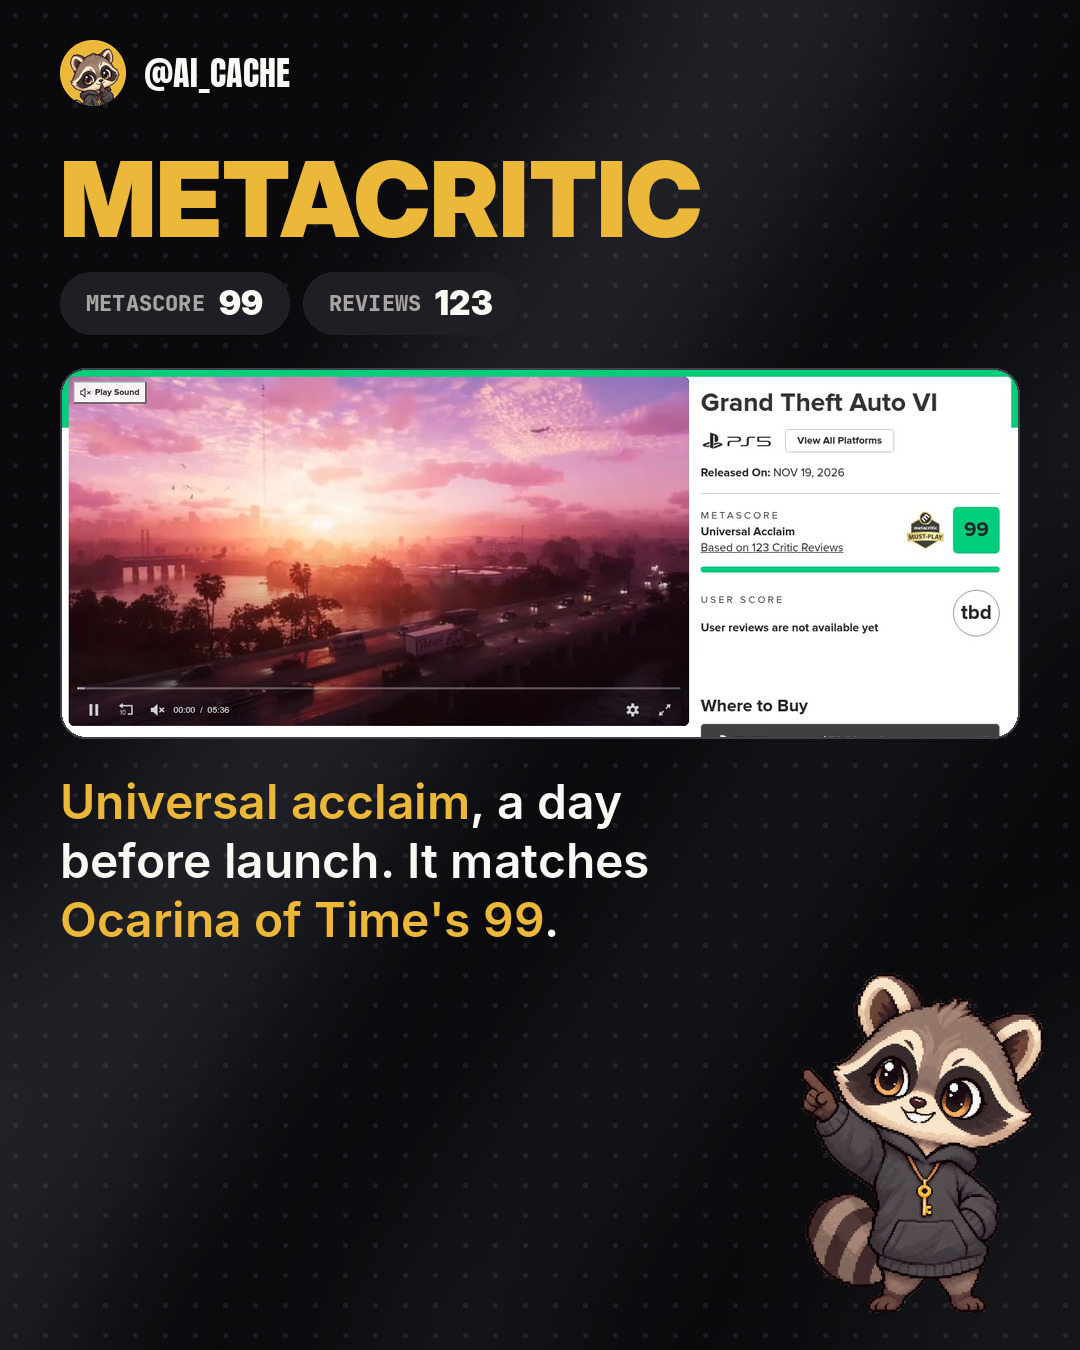 @AI_CACHE
METACRITIC
METASCORE 99
REVIEWS 123
Play Sound
00:00 / 05:36
Grand Theft Auto VI
PS5
View All Platforms
Released On: NOV 19, 2026
METASCORE
Universal Acclaim
Based on 123 Critic Reviews
metacritic
MUST-PLAY
99
USER SCORE
User reviews are not available yet
tbd
Where to Buy
Universal acclaim, a day
before launch. It matches
Ocarina of Time's 99.